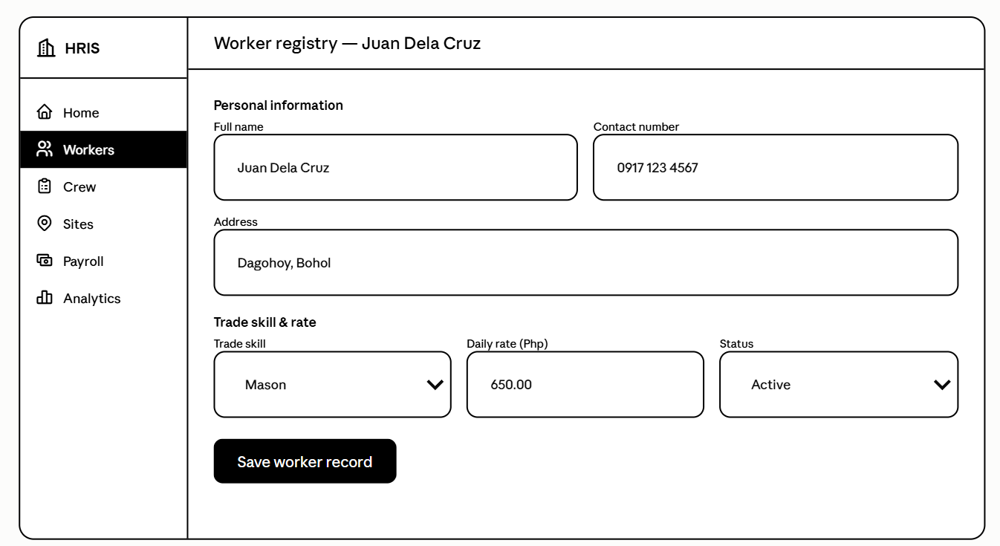 HRIS
Home
Workers
Crew
Sites
Payroll
Analytics
Worker registry — Juan Dela Cruz
Personal information
Full name
Contact number
Juan Dela Cruz
0917 123 4567
Address
Dagohoy, Bohol
Trade skill & rate
Trade skill
Daily rate (Php)
Status
Mason
650.00
Active
Save worker record